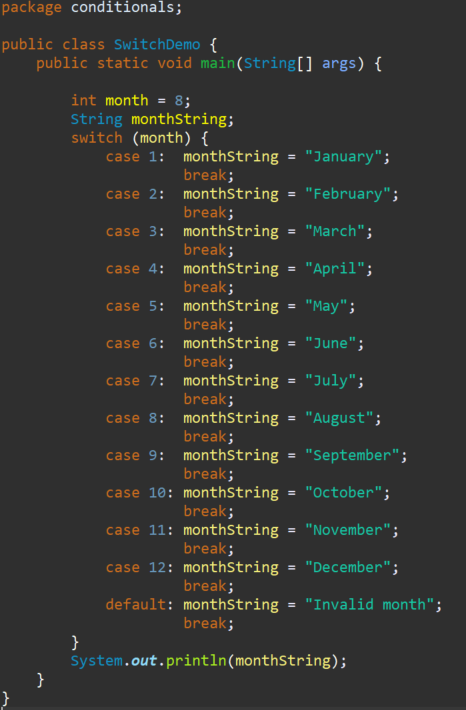 package conditionals;

public class SwitchDemo {
    public static void main(String[] args) {

        int month = 8;
        String monthString;
        switch (month) {
            case 1:  monthString = "January";
                     break;
            case 2:  monthString = "February";
                     break;
            case 3:  monthString = "March";
                     break;
            case 4:  monthString = "April";
                     break;
            case 5:  monthString = "May";
                     break;
            case 6:  monthString = "June";
                     break;
            case 7:  monthString = "July";
                     break;
            case 8:  monthString = "August";
                     break;
            case 9:  monthString = "September";
                     break;
            case 10: monthString = "October";
                     break;
            case 11: monthString = "November";
                     break;
            case 12: monthString = "December";
                     break;
            default: monthString = "Invalid month";
                     break;
        }
        System.out.println(monthString);
    }
}